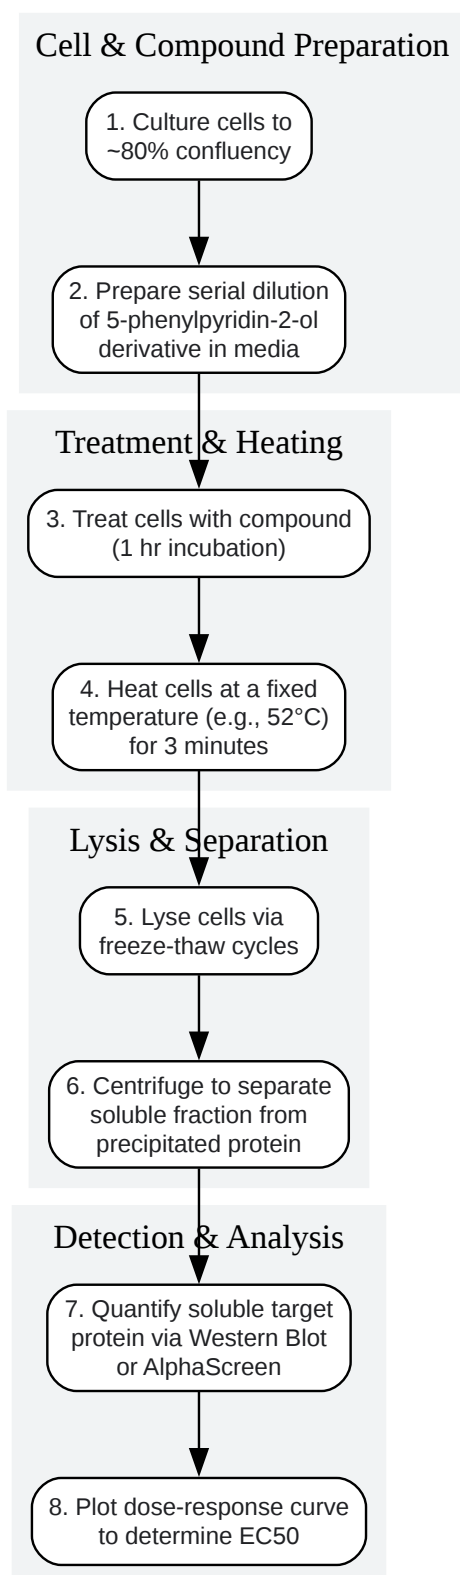 Cell & Compound Preparation
1. Culture cells to
~80% confluency
2. Prepare serial dilution
of 5-phenylpyridin-2-ol
derivative in media
Treatment & Heating
3. Treat cells with compound
(1 hr incubation)
4. Heat cells at a fixed
temperature (e.g., 52°C)
for 3 minutes
Lysis & Separation
5. Lyse cells via
freeze-thaw cycles
6. Centrifuge to separate
soluble fraction from
precipitated protein
Detection & Analysis
7. Quantify soluble target
protein via Western Blot
or AlphaScreen
8. Plot dose-response curve
to determine EC50